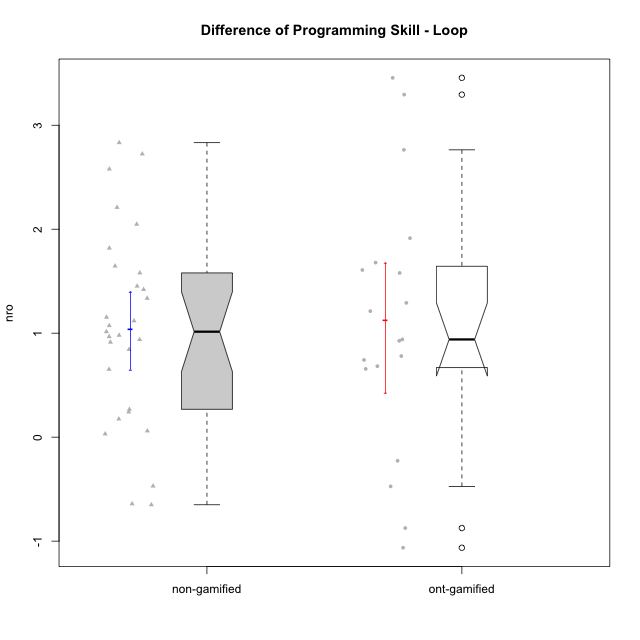 Difference of Programming Skill - Loop
nro
3
2
1
0
-1
non-gamified
ont-gamified